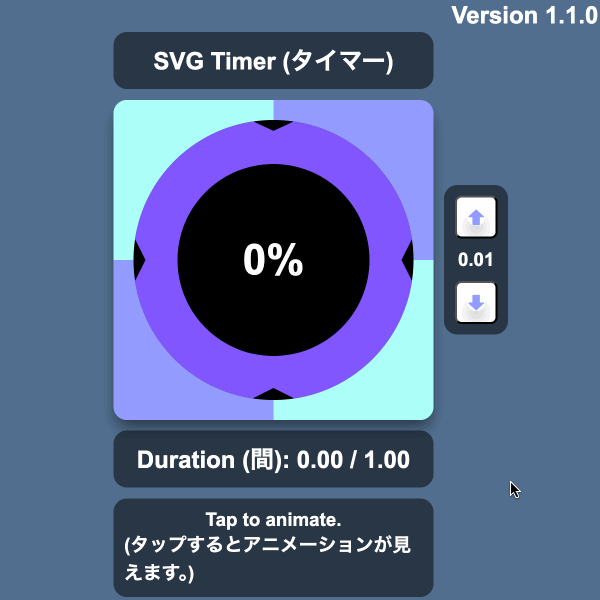 Version 1.1.0
SVG Timer (タイマー)
0%
0.01
Duration (間): 0.00 / 1.00
Tap to animate.
(タップするとアニメーションが見
えます。)